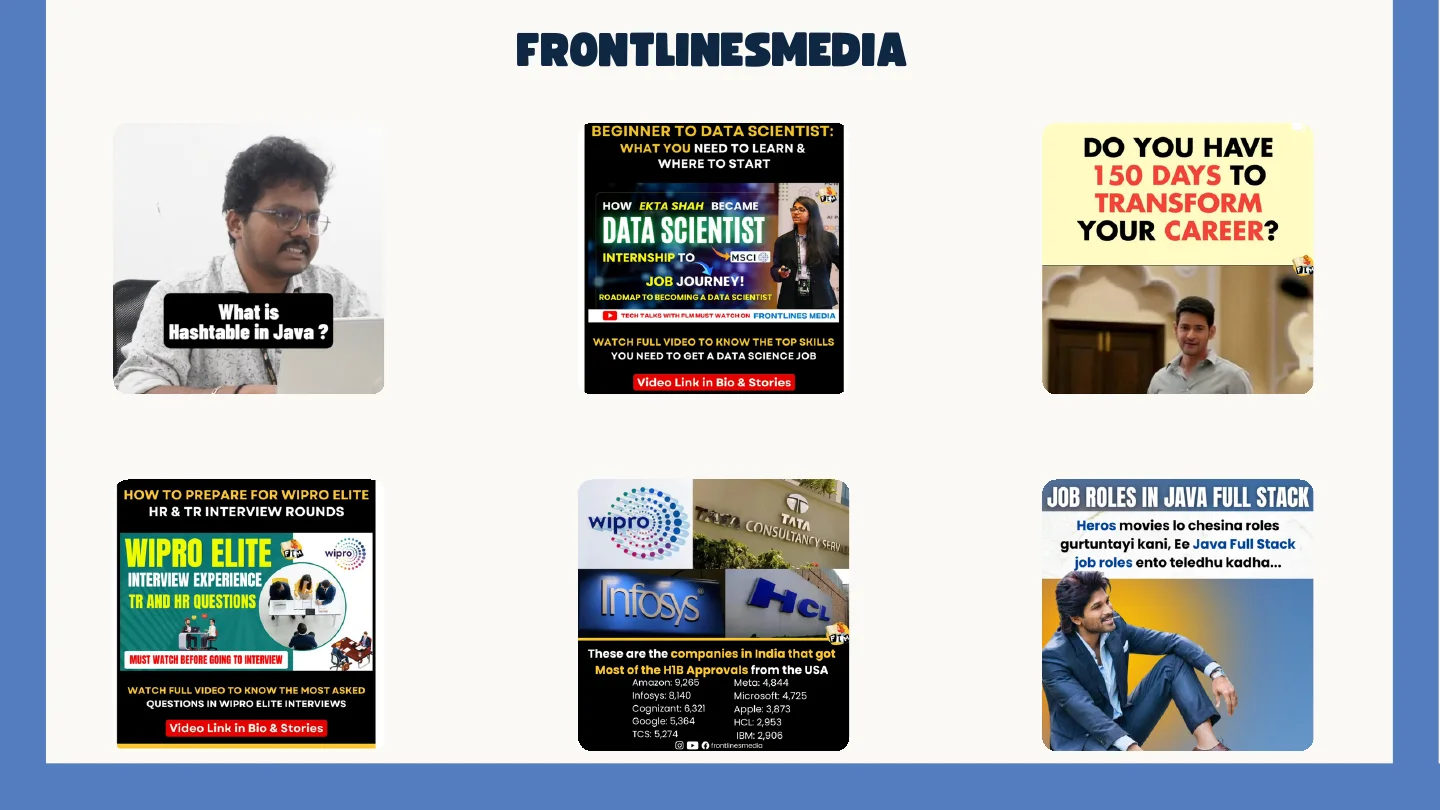 FRONTLINESMEDIA
What is
Hashtable in Java ?
BEGINNER TO DATA SCIENTIST:
WHAT YOU NEED TO LEARN &
WHERE TO START
HOW EKTA SHAH BECAME
DATA SCIENTIST
INTERNSHIP TO MSCI
JOB JOURNEY!
ROADMAP TO BECOMING A DATA SCIENTIST
TECH TALKS WITH FLM MUST WATCH ON FRONTLINES MEDIA
WATCH FULL VIDEO TO KNOW THE TOP SKILLS
YOU NEED TO GET A DATA SCIENCE JOB
Video Link in Bio & Stories
DO YOU HAVE
150 DAYS TO
TRANSFORM
YOUR CAREER?
FLM
HOW TO PREPARE FOR WIPRO ELITE
HR & TR INTERVIEW ROUNDS
WIPRO ELITE
FLM
wipro
INTERVIEW EXPERIENCE
TR AND HR QUESTIONS
MUST WATCH BEFORE GOING TO INTERVIEW
WATCH FULL VIDEO TO KNOW THE MOST ASKED
QUESTIONS IN WIPRO ELITE INTERVIEWS
Video Link in Bio & Stories
wipro
TATA
TATA CONSULTANCY SERV
Infosys
HCL
FLM
These are the companies in India that got
Most of the H1B Approvals from the USA
Amazon: 9,265
Infosys: 8,140
Cognizant: 6,321
Google: 5,364
TCS: 5,274
Meta: 4,844
Microsoft: 4,725
Apple: 3,873
HCL: 2,953
IBM: 2,906
frontlinesmedia
JOB ROLES IN JAVA FULL STACK
Heros movies lo chesina roles
gurtuntayi kani, Ee Java Full Stack
job roles ento teledhu kadha...